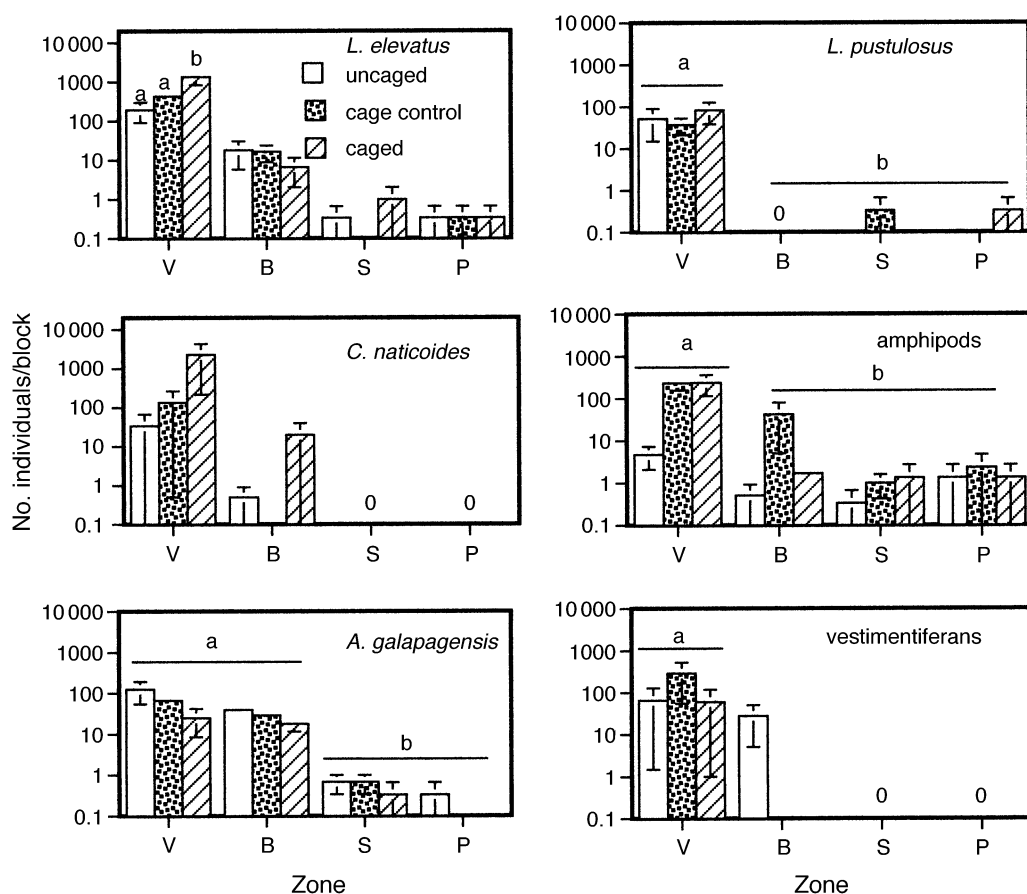 No. individuals/block
10 000
1000
100
10
1
0.1
L. elevatus
uncaged
cage control
caged
a a b
V B S P
10 000
1000
100
10
1
0.1
L. pustulosus
a
b
0
V B S P
10 000
1000
100
10
1
0.1
C. naticoides
0 0
V B S P
10 000
1000
100
10
1
0.1
amphipods
a
b
V B S P
10 000
1000
100
10
1
0.1
A. galapagensis
a
b
V B S P
Zone
10 000
1000
100
10
1
0.1
vestimentiferans
a
0 0
V B S P
Zone